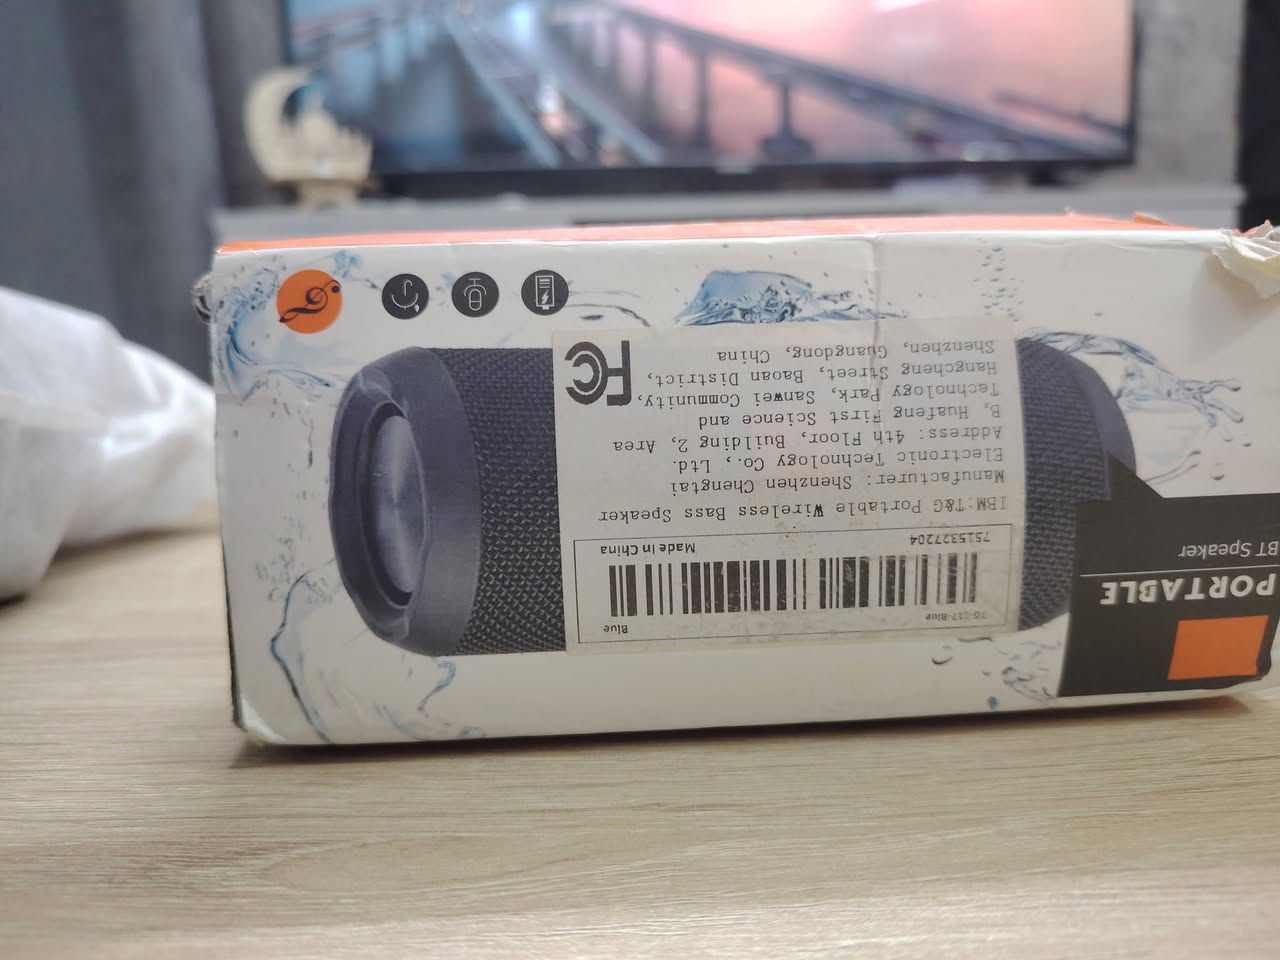 PORTABLE
BT Speaker
Blue
7515327204
Made in China
IBM:T&G Portable Wireless Bass Speaker
Manufacturer: Shenzhen Chengtai
Electronic Technology Co., Ltd.
Address: 4th Floor, Building 2, Area
B, Huafeng First Science and
Technology Park, Sanwei Community,
Hangcheng Street, Baoan District,
Shenzhen, Guangdong, China
FC